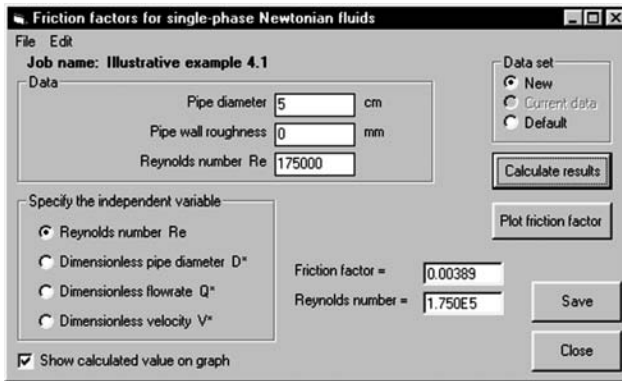 Friction factors for single-phase Newtonian fluids
File Edit
Job name: Illustrative example 4.1
Data
Pipe diameter 5 cm
Pipe wall roughness 0 mm
Reynolds number Re 175000
Data set
New
Current data
Default
Calculate results
Plot friction factor
Specify the independent variable
Reynolds number Re
Dimensionless pipe diameter D*
Dimensionless flowrate Q*
Dimensionless velocity V*
Friction factor = 0.00389
Reynolds number = 1.750E5
Save
Close
Show calculated value on graph